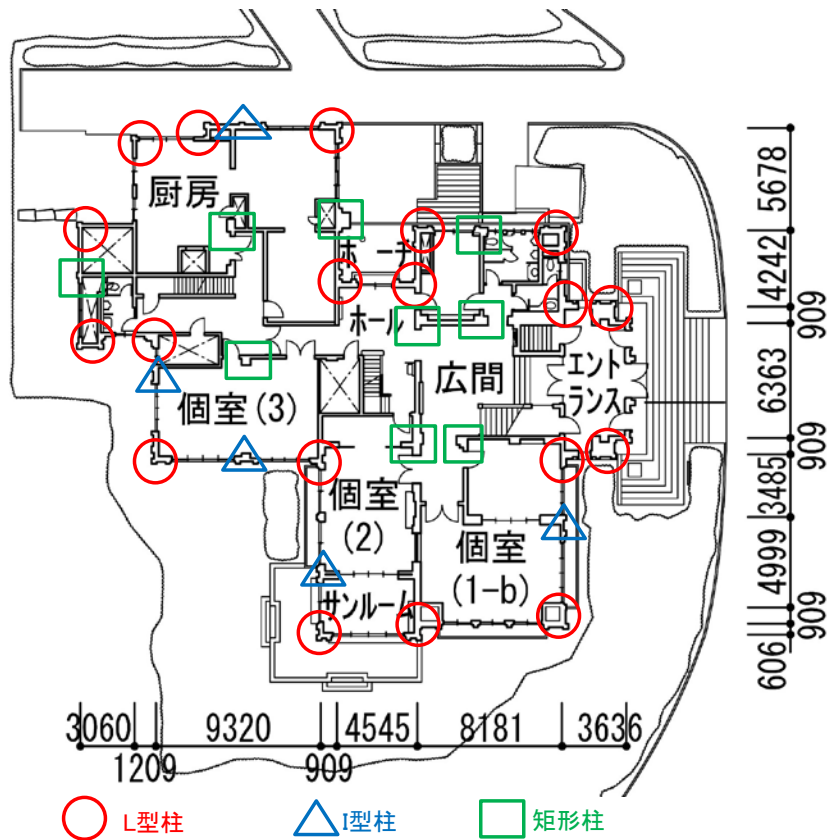 厨房
ポーチ
ホール
広間
エント
ランス
個室(3)
個室
(2)
個室
(1-b)
サンルーム
5678
4242
909
6363
909
3485
4999
909
606
3060
9320
4545
8181
3636
1209
909
L型柱
I型柱
矩形柱